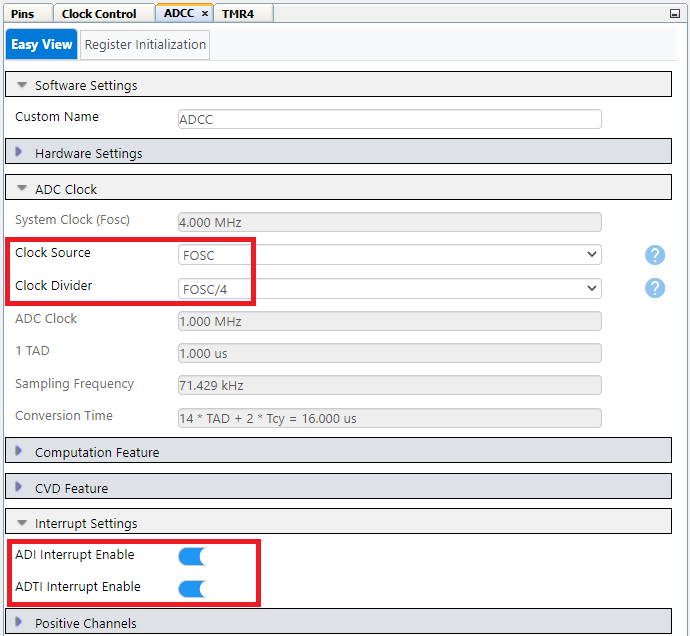 Pins Clock Control ADCC × TMR4
Easy View Register Initialization
Software Settings
Custom Name ADCC
Hardware Settings
ADC Clock
System Clock (Fosc) 4.000 MHz
Clock Source FOSC ?
Clock Divider FOSC/4 ?
ADC Clock 1.000 MHz
1 TAD 1.000 us
Sampling Frequency 71.429 kHz
Conversion Time 14 * TAD + 2 * Tcy = 16.000 us
Computation Feature
CVD Feature
Interrupt Settings
ADI Interrupt Enable
ADTI Interrupt Enable
Positive Channels